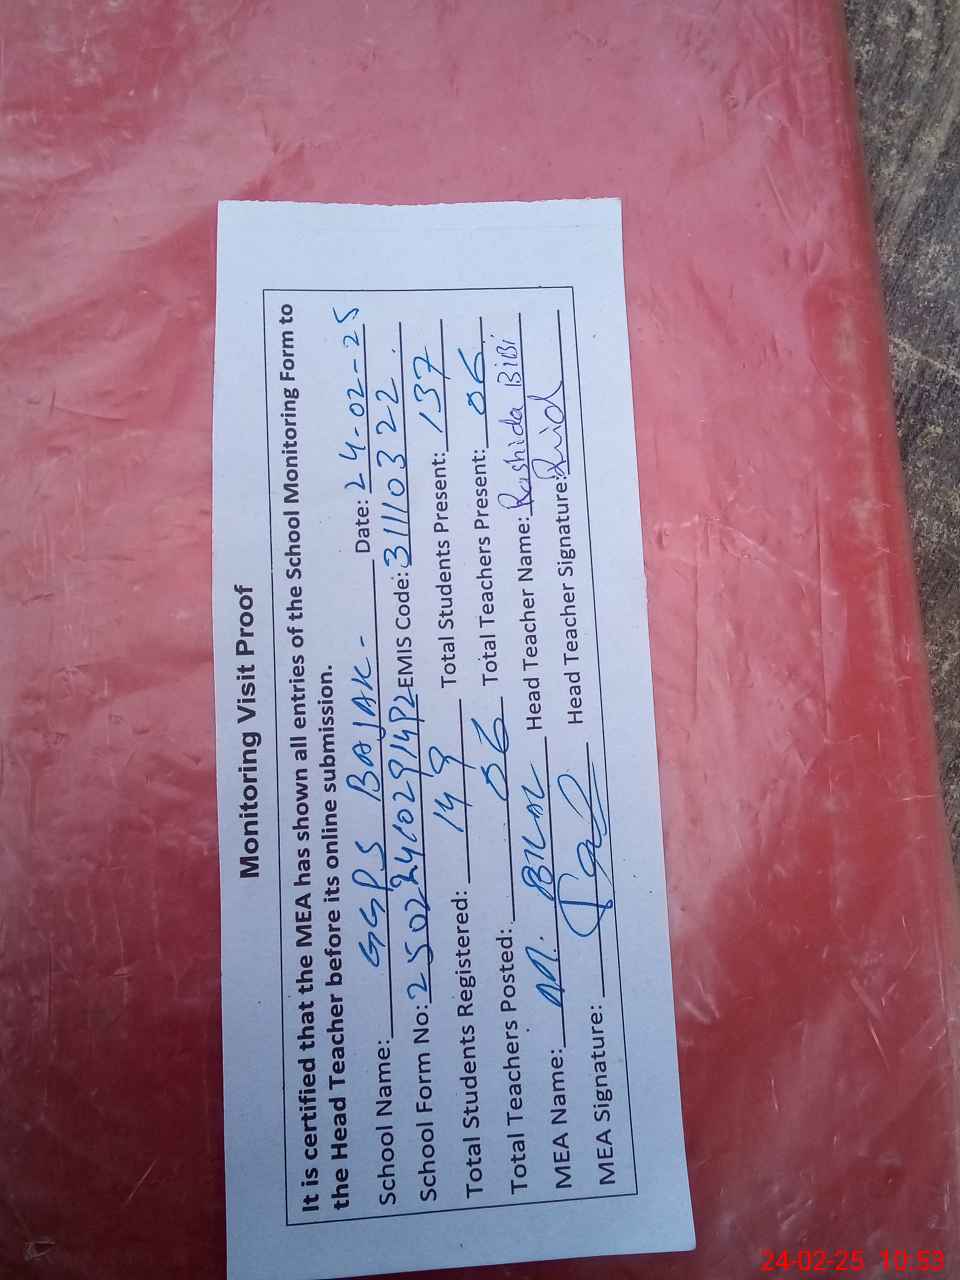 Monitoring Visit Proof
It is certified that the MEA has shown all entries of the School Monitoring Form to
the Head Teacher before its online submission.
School Name: GGPS BAJAK - Date: 24-02-25
School Form No: EMIS Code: 31110322
Total Students Registered: 149 Total Students Present: 137
Total Teachers Posted: 06 Total Teachers Present: 06
MEA Name: M. BILAL Head Teacher Name: Rashida BiBi
MEA Signature: Head Teacher Signature:
24-02-25 10:53